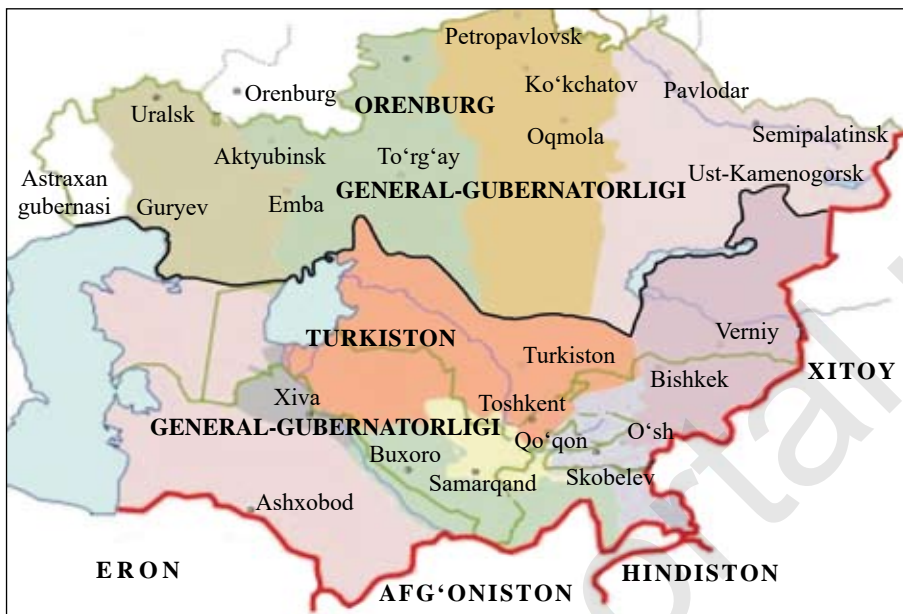 Petropavlovsk
Ko‘kchatov
Pavlodar
Orenburg
ORENBURG
Uralsk
Oqmola
Semipalatinsk
Aktyubinsk
To‘rg‘ay
Ust-Kamenogorsk
Astraxan
gubernasi
GENERAL-GUBERNATORLIGI
Guryev
Emba
TURKISTON
Verniy
Turkiston
XITOY
Bishkek
Xiva
Toshkent
GENERAL-GUBERNATORLIGI
Qo‘qon
O‘sh
Buxoro
Samarqand
Skobelev
Ashxobod
ERON
AFG‘ONISTON
HINDISTON
ortal